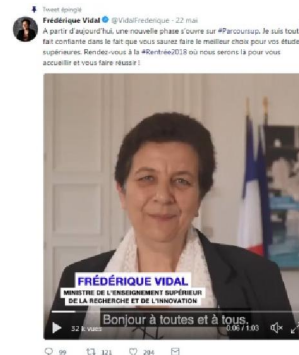 Tweet épinglé
Frédérique Vidal @VidalFrederique · 22 mai
A partir d'aujourd'hui, une nouvelle phase s'ouvre sur #Parcoursup. Je suis tout
fait confiante dans le fait que vous saurez faire le meilleur choix pour vos étude
supérieures. Rendez-vous à la #Rentrée2018 où nous serons là pour vous
accueillir et vous faire réussir !
FRÉDÉRIQUE VIDAL
MINISTRE DE L'ENSEIGNEMENT SUPÉRIEUR
DE LA RECHERCHE ET DE L'INNOVATION
Bonjour à toutes et à tous.
32 K vues
0:06 / 1:03
99 121 204